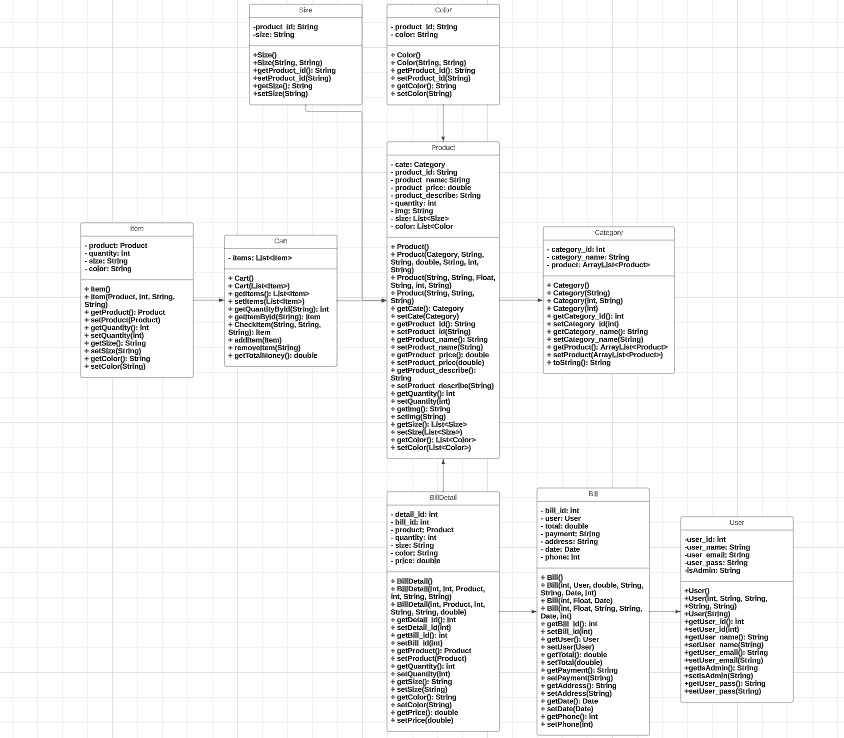 Size
-product_id: String
-size: String
+Size()
+Size(String, String)
+getProduct_id(): String
+setProduct_id(String)
+getSize(): String
+setSize(String)
Color
- product_id: String
- color: String
+ Color()
+ Color(String, String)
+ getProduct_id(): String
+ setProduct_id(String)
+ getColor(): String
+ setColor(String)
Product
- cate: Category
- product_id: String
- product_name: String
- product_price: double
- product_describe: String
- quantity: int
- img: String
- size: List<Size>
- color: List<Color
+ Product()
+ Product(Category, String,
String, double, String, int,
String)
+ Product(String, String, Float,
String, int, String)
+ Product(String, String,
String)
+ getCate(): Category
+ setCate(Category)
+ getProduct_id(): String
+ setProduct_id(String)
+ getProduct_name(): String
+ setProduct_name(String)
+ getProduct_price(): double
+ setProduct_price(double)
+ getProduct_describe():
String
+ setProduct_describe(String)
+ getQuantity(): int
+ setQuantity(int)
+ getImg(): String
+ setImg(String)
+ getSize(): List<Size>
+ setSize(List<Size>)
+ getColor(): List<Color>
+ setColor(List<Color>)
Item
- product: Product
- quantity: int
- size: String
- color: String
+ Item()
+ Item(Product, int, String,
String)
+ getProduct(): Product
+ setProduct(Product)
+ getQuantity(): int
+ setQuantity(int)
+ getSize(): String
+ setSize(String)
+ getColor(): String
+ setColor(String)
Cart
- items: List<Item>
+ Cart()
+ Cart(List<Item>)
+ getItems(): List<Item>
+ setItems(List<Item>)
+ getQuantityById(String): int
+ getItemById(String): Item
+ CheckItem(String, String,
String): Item
+ addItem(Item)
+ removeItem(String)
+ getTotalMoney(): double
Category
- category_id: int
- category_name: String
- product: ArrayList<Product>
+ Category()
+ Category(String)
+ Category(int, String)
+ Category(int)
+ getCategory_id(): int
+ setCategory_id(int)
+ getCategory_name(): String
+ setCategory_name(String)
+ getProduct(): ArrayList<Product>
+ setProduct(ArrayList<Product>)
+ toString(): String
BillDetail
- detail_id: int
- bill_id: int
- product: Product
- quantity: int
- size: String
- color: String
- price: double
+ BillDetail()
+ BillDetail(int, int, Product,
int, String, String)
+ BillDetail(int, Product, int,
String, String, double)
+ getDetail_id(): int
+ setDetail_id(int)
+ getBill_id(): int
+ setBill_id(int)
+ getProduct(): Product
+ setProduct(Product)
+ getQuantity(): int
+ setQuantity(int)
+ getSize(): String
+ setSize(String)
+ getColor(): String
+ setColor(String)
+ getPrice(): double
+ setPrice(double)
Bill
- bill_id: int
- user: User
- total: double
- payment: String
- address: String
- date: Date
- phone: int
+ Bill()
+ Bill(int, User, double, String,
String, Date, int)
+ Bill(int, Float, Date)
+ Bill(int, Float, String, String,
Date, int)
+ getBill_id(): int
+ setBill_id(int)
+ getUser(): User
+ setUser(User)
+ getTotal(): double
+ setTotal(double)
+ getPayment(): String
+ setPayment(String)
+ getAddress(): String
+ setAddress(String)
+ getDate(): Date
+ setDate(Date)
+ getPhone(): int
+ setPhone(int)
User
-user_id: int
-user_name: String
-user_email: String
-user_pass: String
-isAdmin: String
+User()
+User(int, String, String,
+String, String)
+User(String)
+getUser_id(): int
+setUser_id(int)
+getUser_name(): String
+setUser_name(String)
+getUser_email(): String
+setUser_email(String)
+getIsAdmin(): String
+setIsAdmin(String)
+getUser_pass(): String
+setUser_pass(String)